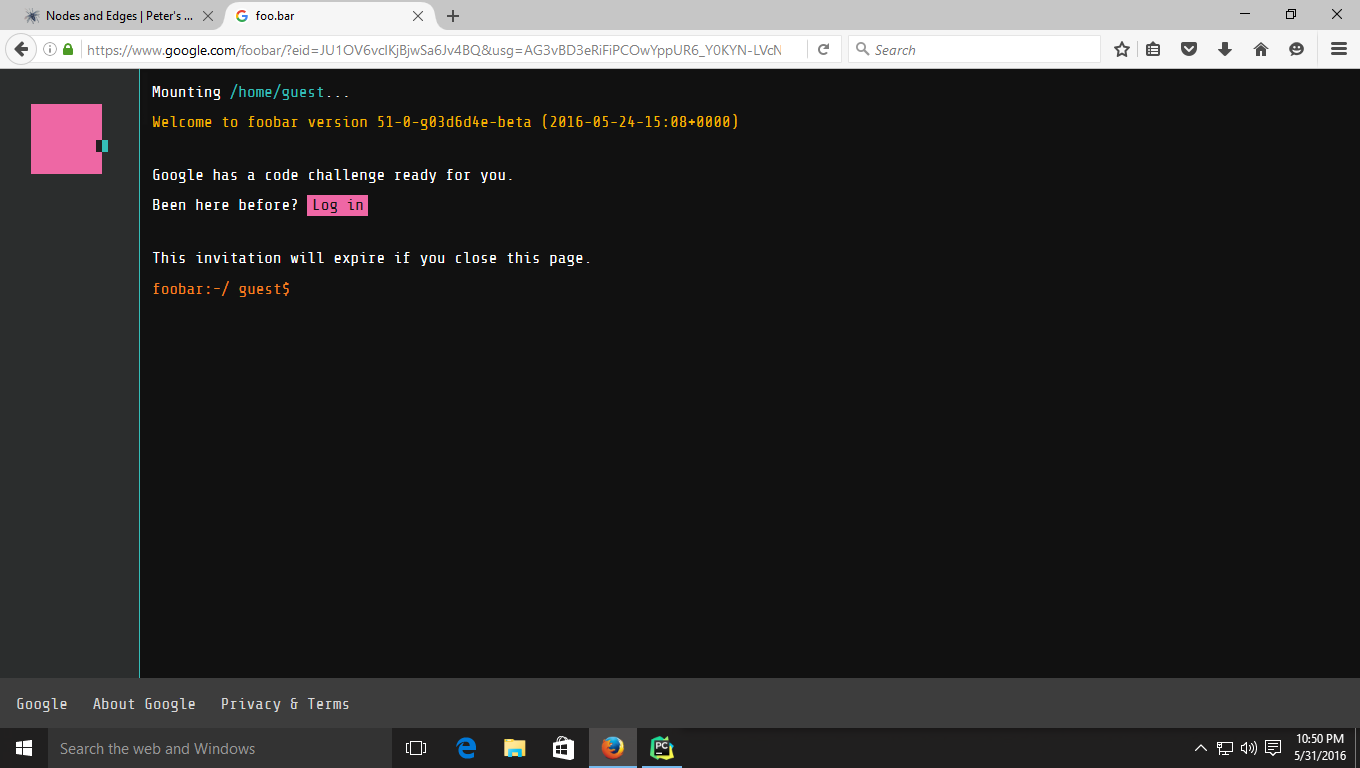 Nodes and Edges | Peter's ...
foo.bar
https://www.google.com/foobar/?eid=JU1OV6vcIKjBjwSa6Jv4BQ&usg=AG3vBD3eRiFiPCOwYppUR6_Y0KYN-LVcN
Search
Mounting /home/guest...
Welcome to foobar version 51-0-g03d6d4e-beta (2016-05-24-15:08+0000)
Google has a code challenge ready for you.
Been here before? Log in
This invitation will expire if you close this page.
foobar:~/ guest$
Google About Google Privacy & Terms
Search the web and Windows
PC
10:50 PM
5/31/2016